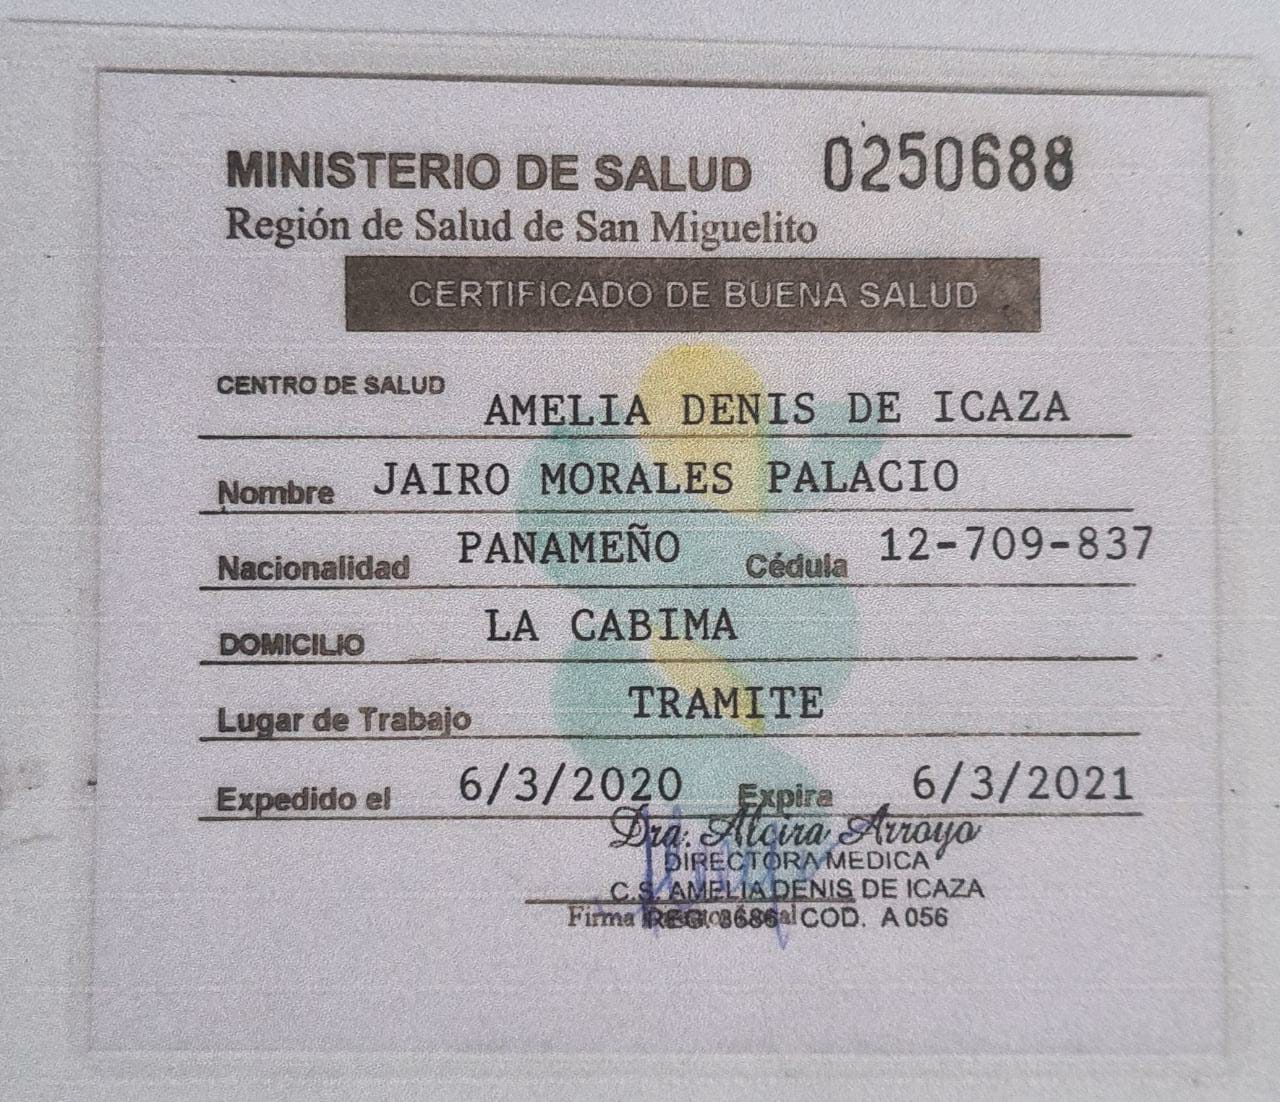 MINISTERIO DE SALUD 0250688
Región de Salud de San Miguelito
CERTIFICADO DE BUENA SALUD
CENTRO DE SALUD AMELIA DENIS DE ICAZA
Nombre JAIRO MORALES PALACIO
Nacionalidad PANAMEÑO Cédula 12-709-837
DOMICILIO LA CABIMA
Lugar de Trabajo TRAMITE
Expedido el 6/3/2020 Expira 6/3/2021
Dra. Alcira Arroyo
DIRECTORA MEDICA
C.S. AMELIA DENIS DE ICAZA
Firma REG. 3686 COD. A 056